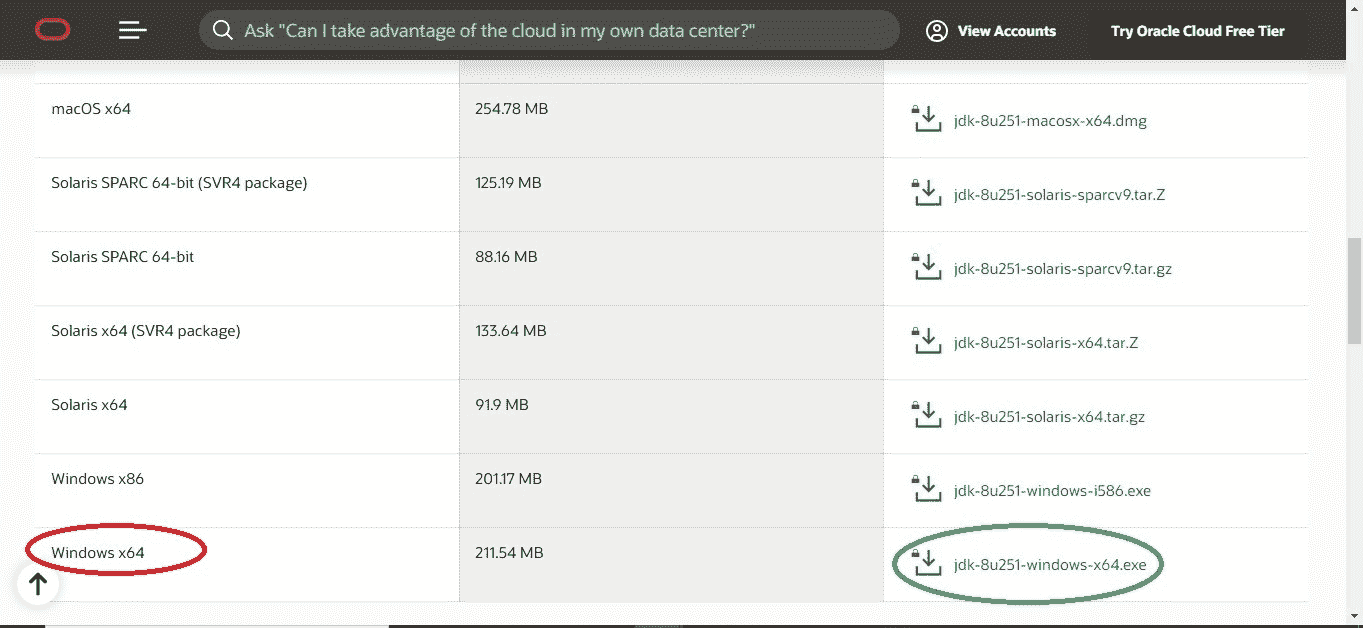 Ask "Can I take advantage of the cloud in my own data center?"
View Accounts
Try Oracle Cloud Free Tier
macOS x64
254.78 MB
jdk-8u251-macosx-x64.dmg
Solaris SPARC 64-bit (SVR4 package)
125.19 MB
jdk-8u251-solaris-sparcv9.tar.Z
Solaris SPARC 64-bit
88.16 MB
jdk-8u251-solaris-sparcv9.tar.gz
Solaris x64 (SVR4 package)
133.64 MB
jdk-8u251-solaris-x64.tar.Z
Solaris x64
91.9 MB
jdk-8u251-solaris-x64.tar.gz
Windows x86
201.17 MB
jdk-8u251-windows-i586.exe
Windows x64
211.54 MB
jdk-8u251-windows-x64.exe